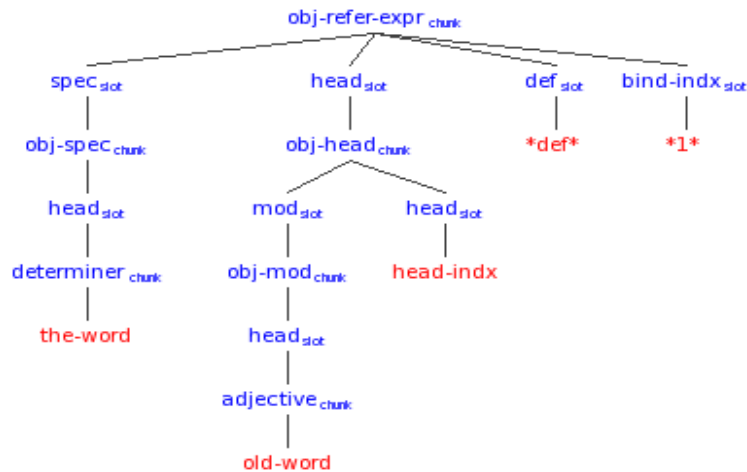 obj-refer-expr chunk
spec slot head slot def slot bind-indx slot
obj-spec chunk obj-head chunk *def* *1*
head slot mod slot head slot
determiner chunk obj-mod chunk head-indx
the-word head slot
adjective chunk
old-word